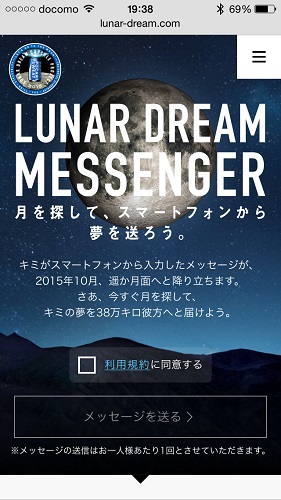 docomo 19:38 69%
lunar-dream.com
LUNAR DREAM
MESSENGER
月を探して、スマートフォンから
夢を送ろう。
キミがスマートフォンから入力したメッセージが、
2015年10月、遥か月面へと降り立ちます。
さあ、今すぐ月を探して、
キミの夢を38万キロ彼方へと届けよう。
利用規約に同意する
メッセージを送る >
※メッセージの送信はお一人様あたり1回とさせていただきます。